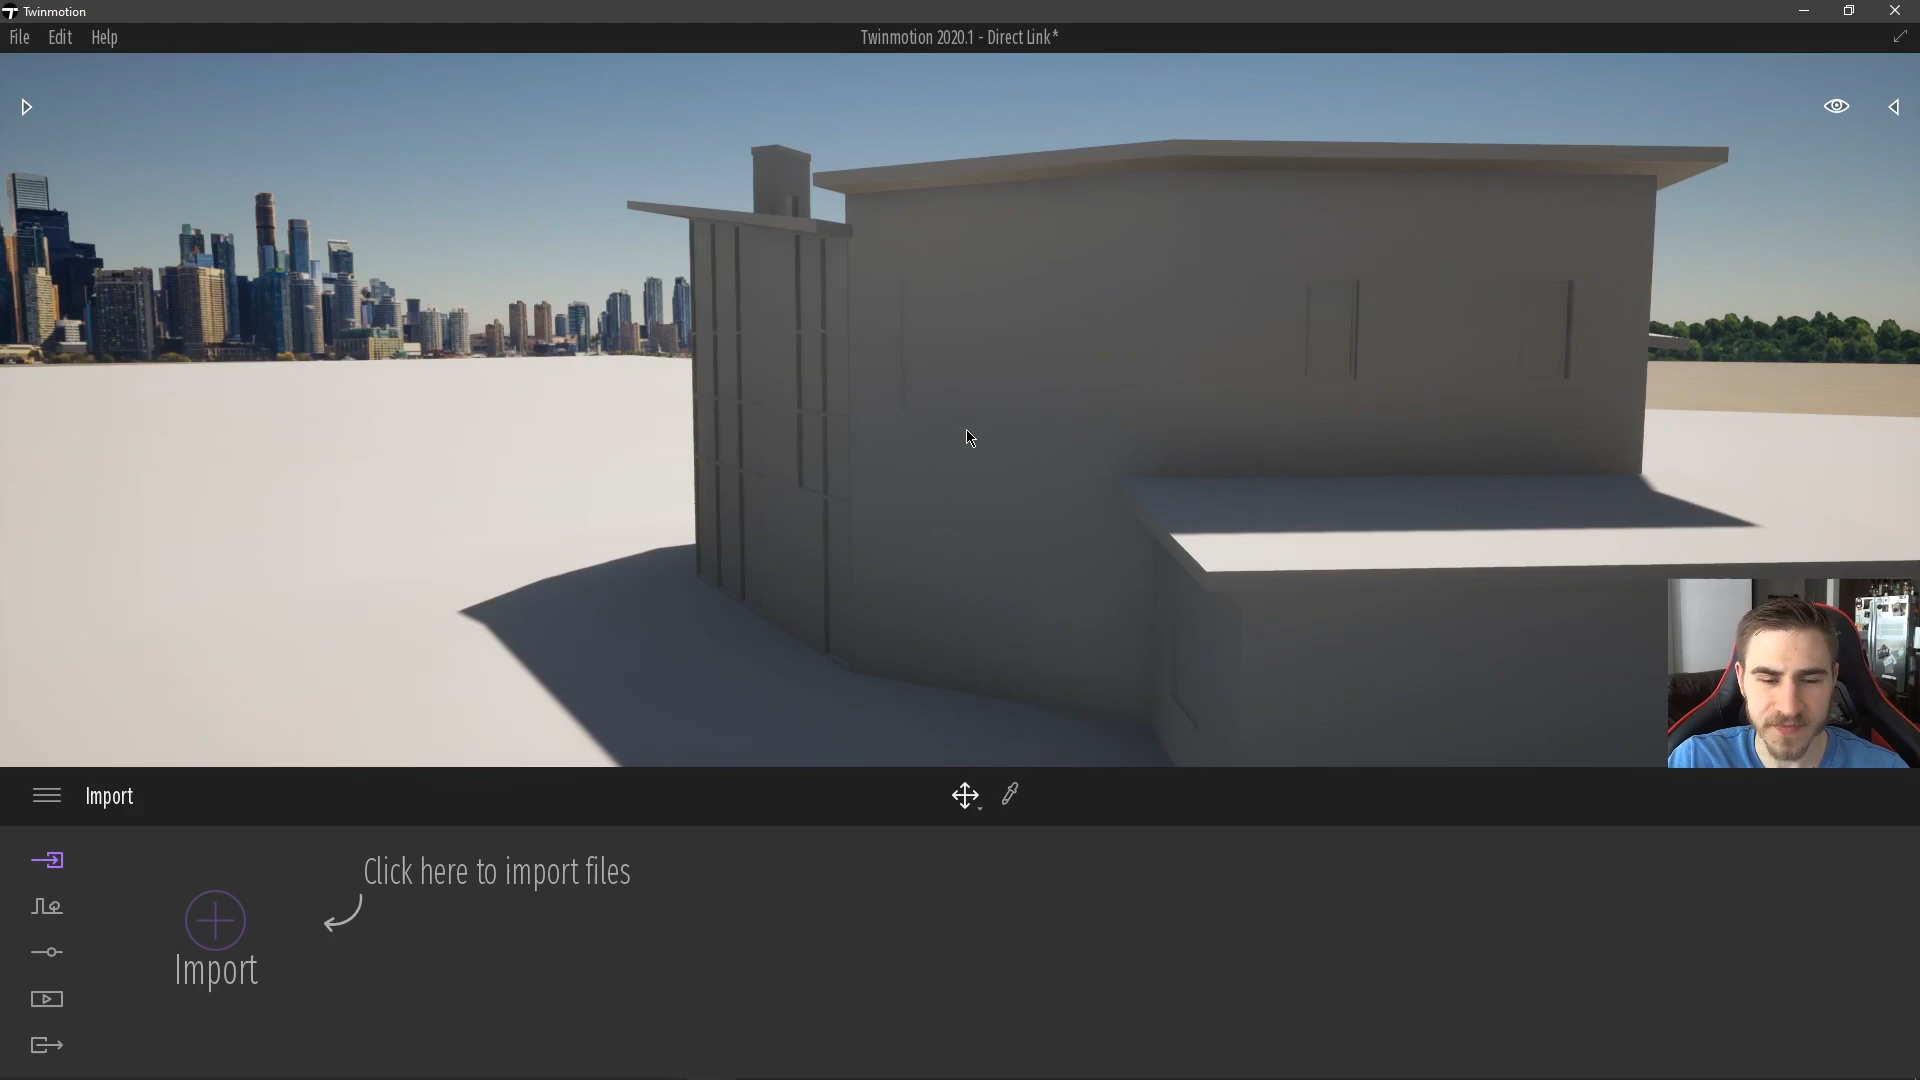 Twinmotion
File Edit Help
Twinmotion 2020.1 - Direct Link*
Import
Click here to import files
Import